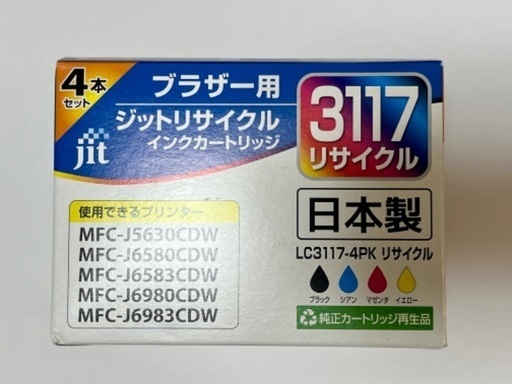 4本
セット
jit
ブラザー用
ジットリサイクル
インクカートリッジ
3117
リサイクル
使用できるプリンター
MFC-J5630CDW
MFC-J6580CDW
MFC-J6583CDW
MFC-J6980CDW
MFC-J6983CDW
日本製
LC3117-4PK リサイクル
ブラック シアン マゼンタ イエロー
純正カートリッジ再生品